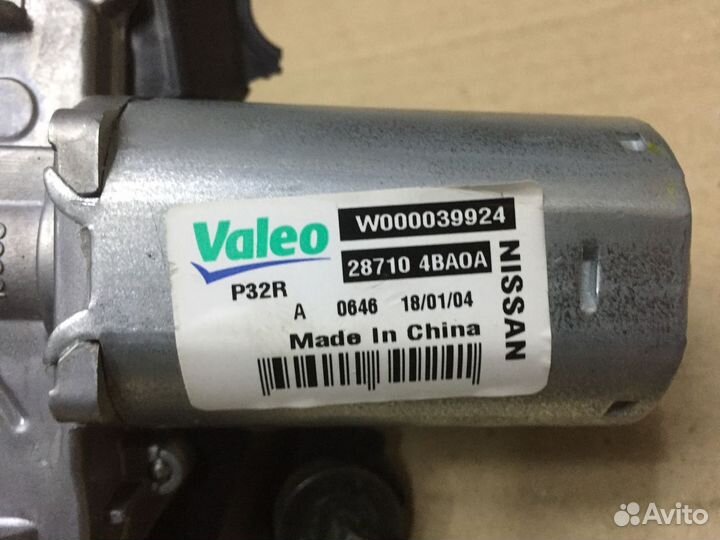 Valeo
W000039924
28710 4BA0A
NISSAN
P32R
A 0646 18/01/04
Made In China
Avito